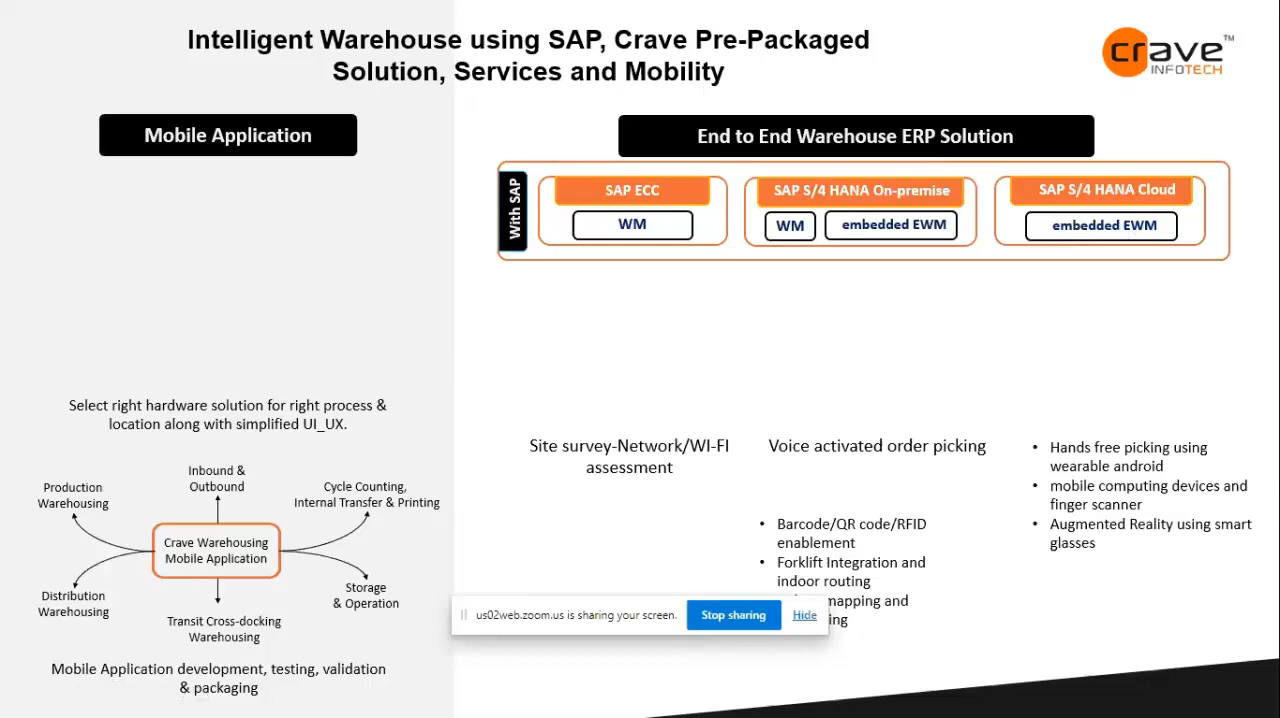 Intelligent Warehouse using SAP, Crave Pre-Packaged
Solution, Services and Mobility
crave TM
INFOTECH
Mobile Application
End to End Warehouse ERP Solution
With SAP
SAP ECC
WM
SAP S/4 HANA On-premise
WM
embedded EWM
SAP S/4 HANA Cloud
embedded EWM
Select right hardware solution for right process &
location along with simplified UI_UX.
Inbound &
Outbound
Production
Warehousing
Cycle Counting,
Internal Transfer & Printing
Crave Warehousing
Mobile Application
Distribution
Warehousing
Storage
& Operation
Transit Cross-docking
Warehousing
Mobile Application development, testing, validation
& packaging
Site survey-Network/WI-FI
assessment
Voice activated order picking
• Barcode/QR code/RFID
enablement
• Forklift Integration and
indoor routing
mapping and
• Hands free picking using
wearable android
• mobile computing devices and
finger scanner
• Augmented Reality using smart
glasses
us02web.zoom.us is sharing your screen.
Stop sharing
Hide